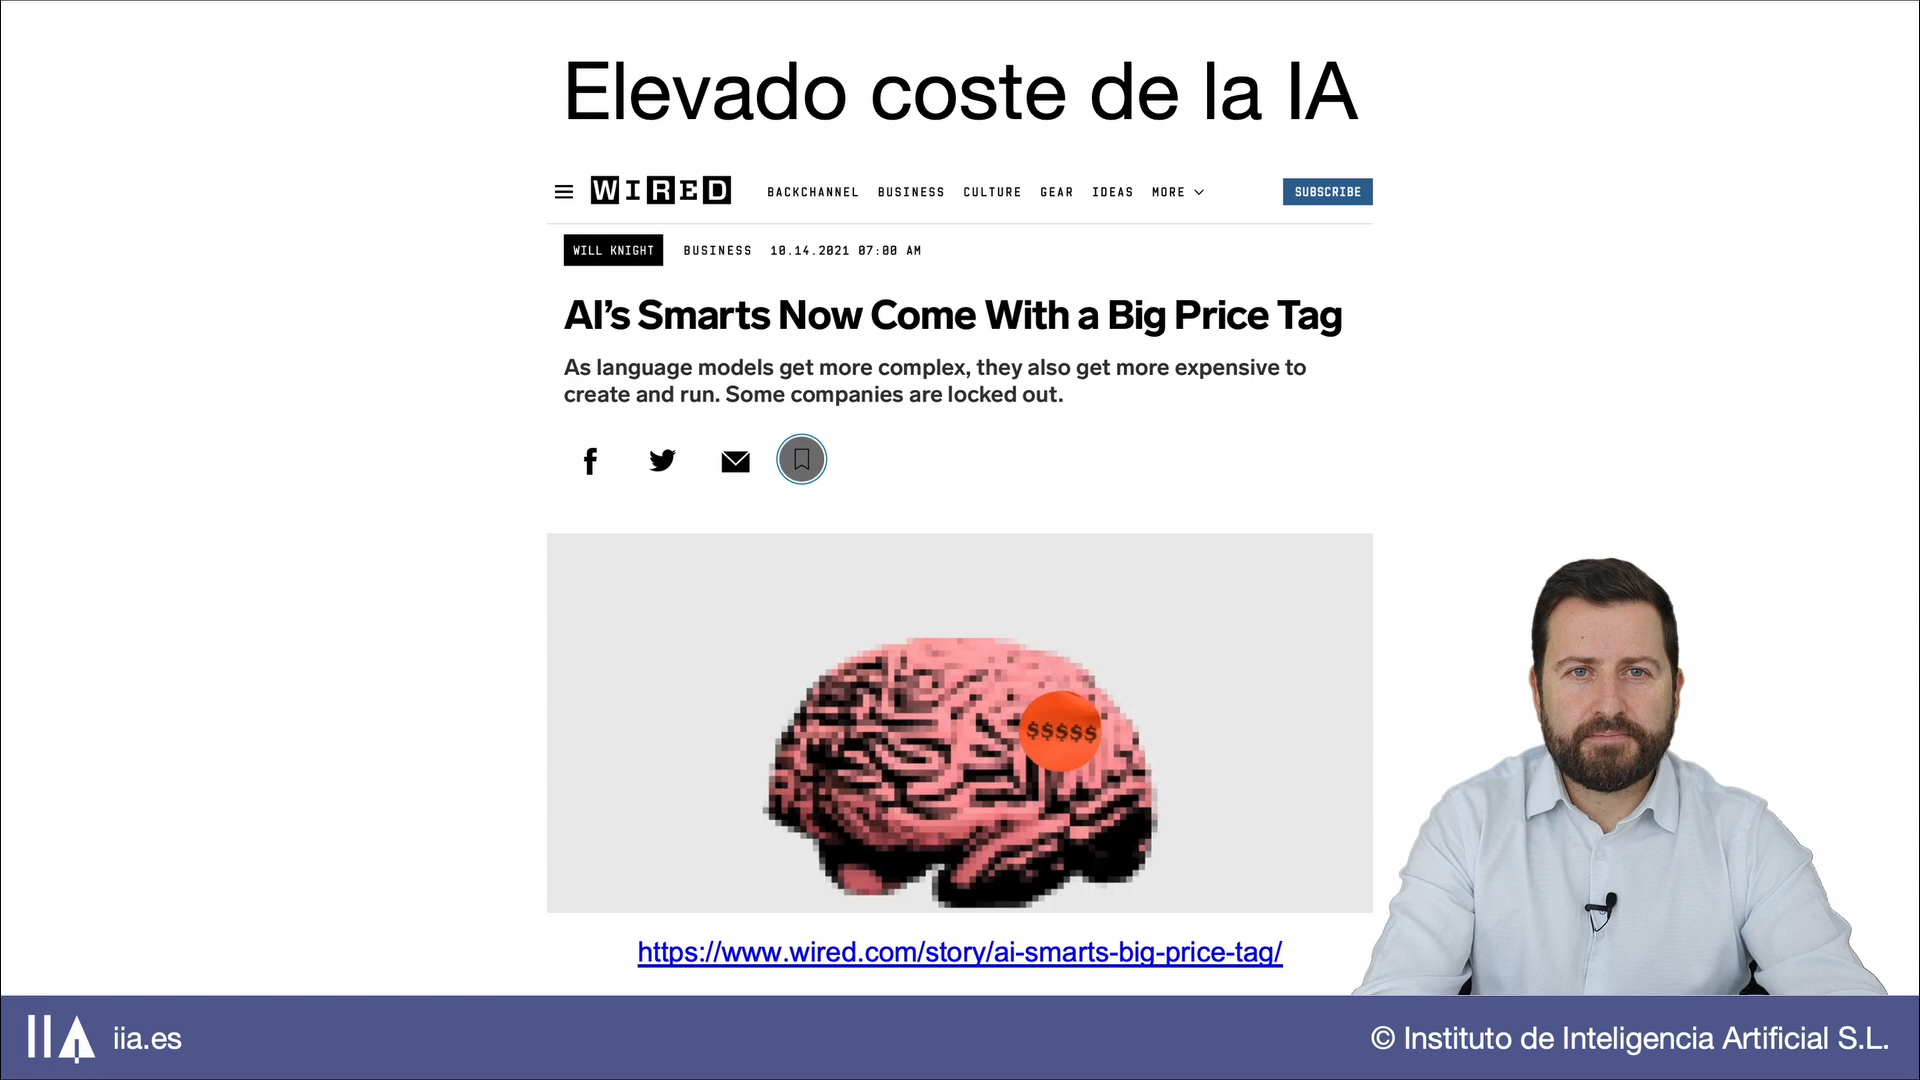 Elevado coste de la IA
WIRED BACKCHANNEL BUSINESS CULTURE GEAR IDEAS MORE SUBSCRIBE
WILL KNIGHT BUSINESS 10.14.2021 07:00 AM
AI's Smarts Now Come With a Big Price Tag
As language models get more complex, they also get more expensive to
create and run. Some companies are locked out.
$$$$$
https://www.wired.com/story/ai-smarts-big-price-tag/
IIA iia.es © Instituto de Inteligencia Artificial S.L.